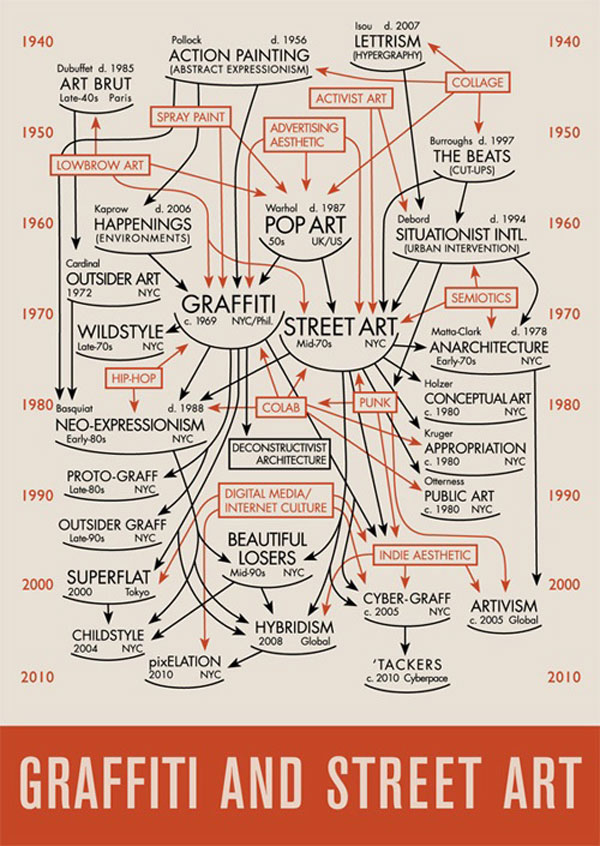 1940
Pollock d. 1956
ACTION PAINTING
(ABSTRACT EXPRESSIONISM)
Isou d. 2007
LETTRISM
(HYPERGRAPHY)
1940
Dubuffet d. 1985
ART BRUT
Late-40s Paris
COLLAGE
ACTIVIST ART
SPRAY PAINT
ADVERTISING
AESTHETIC
1950
1950
Burroughs d. 1997
THE BEATS
(CUT-UPS)
LOWBROW ART
Kaprow d. 2006
HAPPENINGS
(ENVIRONMENTS)
Warhol d. 1987
POP ART
50s UK/US
Debord d. 1994
SITUATIONIST INTL.
(URBAN INTERVENTION)
1960
1960
Cardinal
OUTSIDER ART
1972 NYC
SEMIOTICS
GRAFFITI
c. 1969 NYC/Phil.
STREET ART
Mid-70s NYC
1970
1970
WILDSTYLE
Late-70s NYC
Matta-Clark d. 1978
ANARCHITECTURE
Early-70s NYC
HIP-HOP
Holzer
CONCEPTUAL ART
c. 1980 NYC
COLAB
PUNK
1980
1980
Basquiat d. 1988
NEO-EXPRESSIONISM
Early-80s NYC
DECONSTRUCTIVIST
ARCHITECTURE
Kruger
APPROPRIATION
c. 1980 NYC
PROTO-GRAFF
Late-80s NYC
Otterness
PUBLIC ART
c. 1980 NYC
DIGITAL MEDIA/
INTERNET CULTURE
1990
1990
OUTSIDER GRAFF
Late-90s NYC
BEAUTIFUL
LOSERS
Mid-90s NYC
INDIE AESTHETIC
SUPERFLAT
2000 Tokyo
2000
2000
CYBER-GRAFF
c. 2005 NYC
ARTIVISM
c. 2005 Global
CHILDSTYLE
2004 NYC
HYBRIDISM
2008 Global
pixELATION
2010 NYC
'TACKERS
c. 2010 Cyberpace
2010
2010
GRAFFITI AND STREET ART